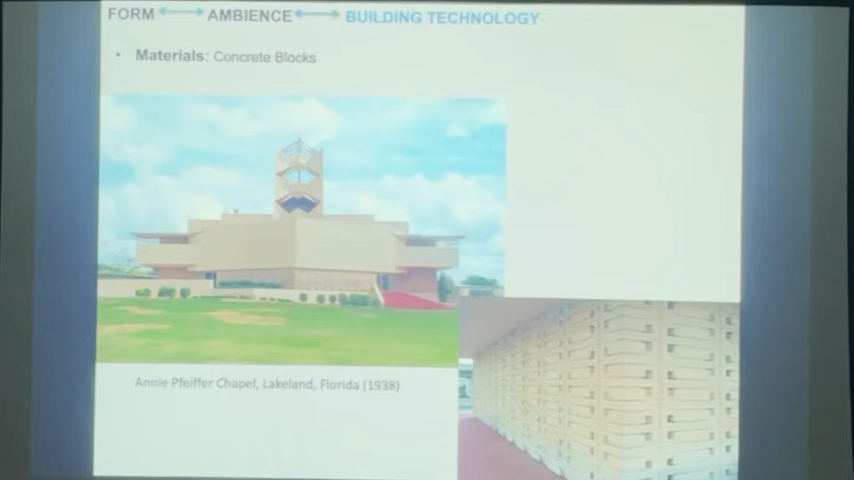 FORM ⟷ AMBIENCE ⟷ BUILDING TECHNOLOGY
• Materials: Concrete Blocks
Annie Pfeiffer Chapel, Lakeland, Florida (1938)